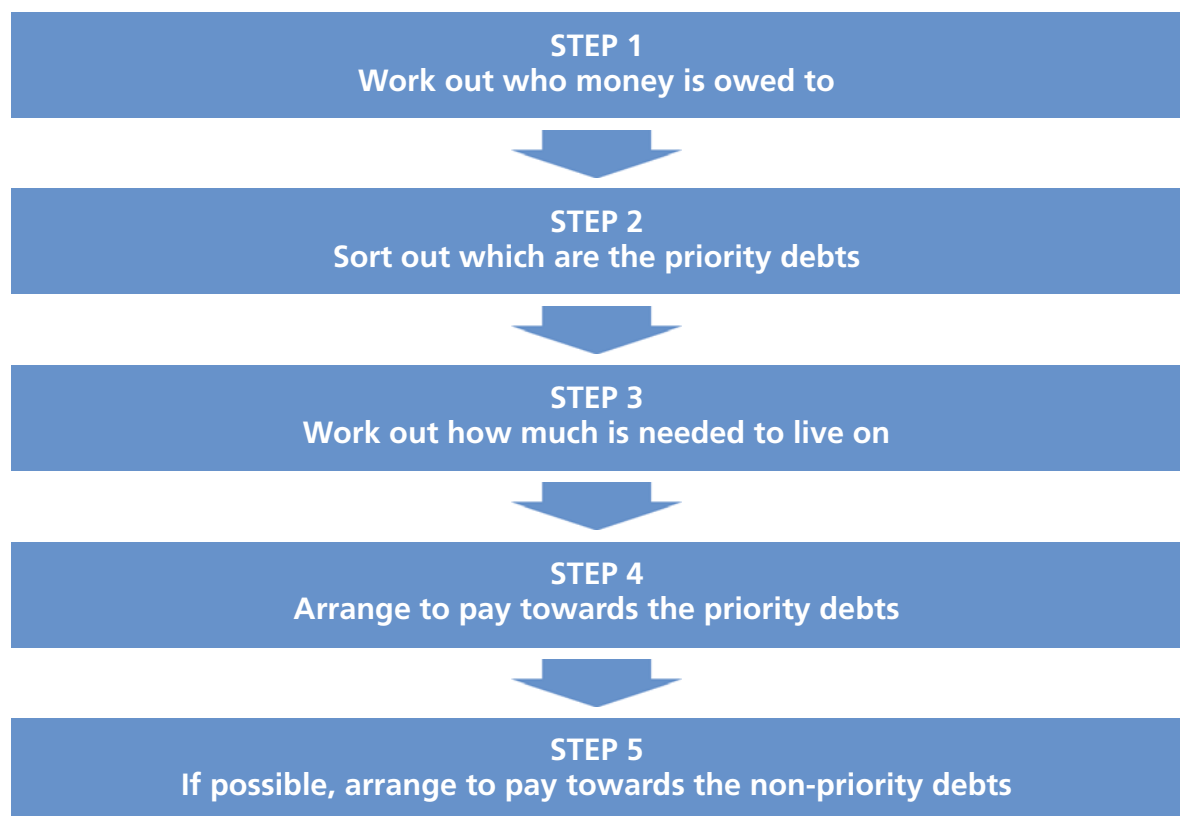 STEP 1
Work out who money is owed to
STEP 2
Sort out which are the priority debts
STEP 3
Work out how much is needed to live on
STEP 4
Arrange to pay towards the priority debts
STEP 5
If possible, arrange to pay towards the non-priority debts